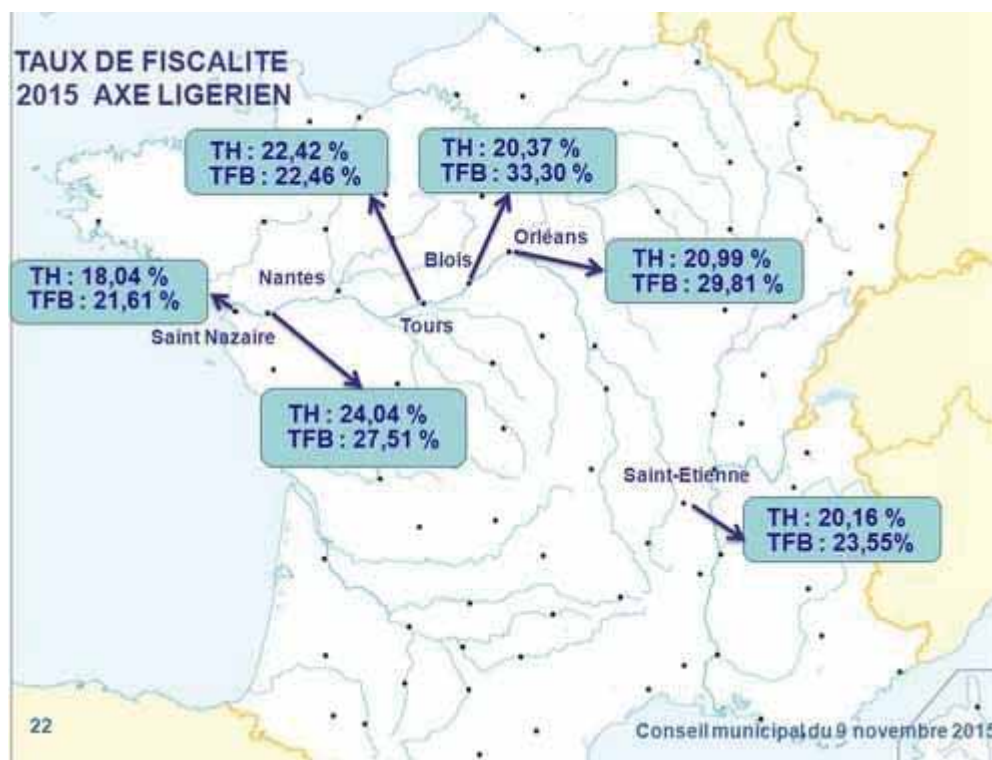 TAUX DE FISCALITE
2015 AXE LIGERIEN
TH : 22,42 %
TFB : 22,46 %
TH : 20,37 %
TFB : 33,30 %
Orléans
Blois
TH : 20,99 %
TFB : 29,81 %
TH : 18,04 %
TFB : 21,61 %
Nantes
Tours
Saint Nazaire
TH : 24,04 %
TFB : 27,51 %
Saint-Etienne
TH : 20,16 %
TFB : 23,55%
22
Conseil municipal du 9 novembre 2015